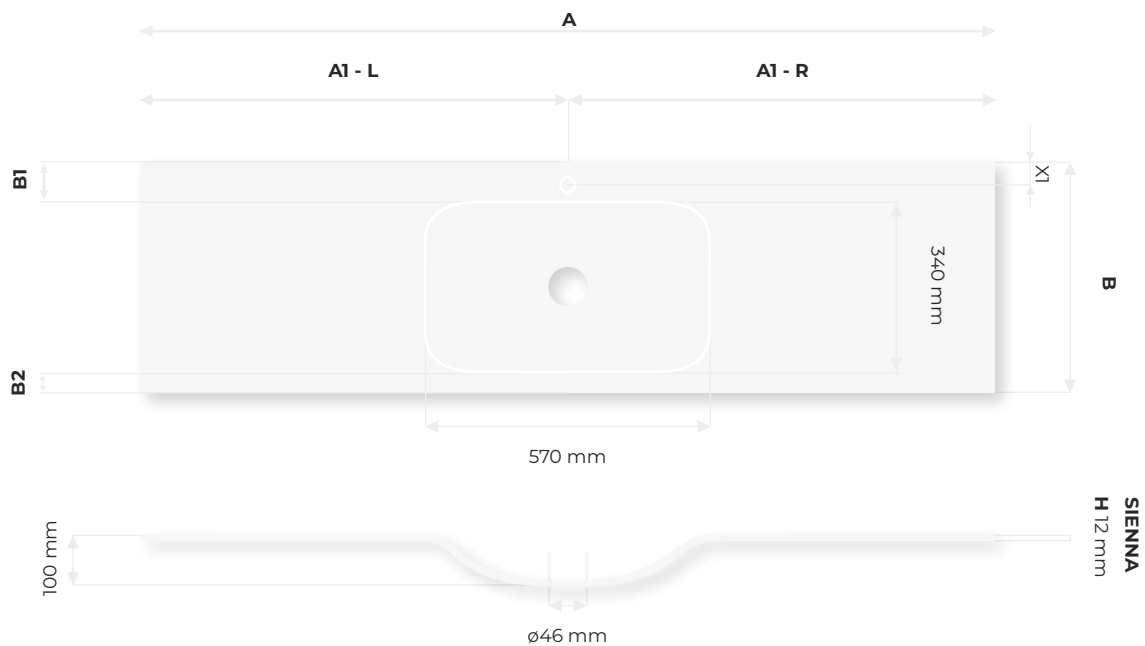 A
A1 - L
A1 - R
B1
X1
340 mm
B
B2
570 mm
100 mm
SIENNA
H 12 mm
ø46 mm